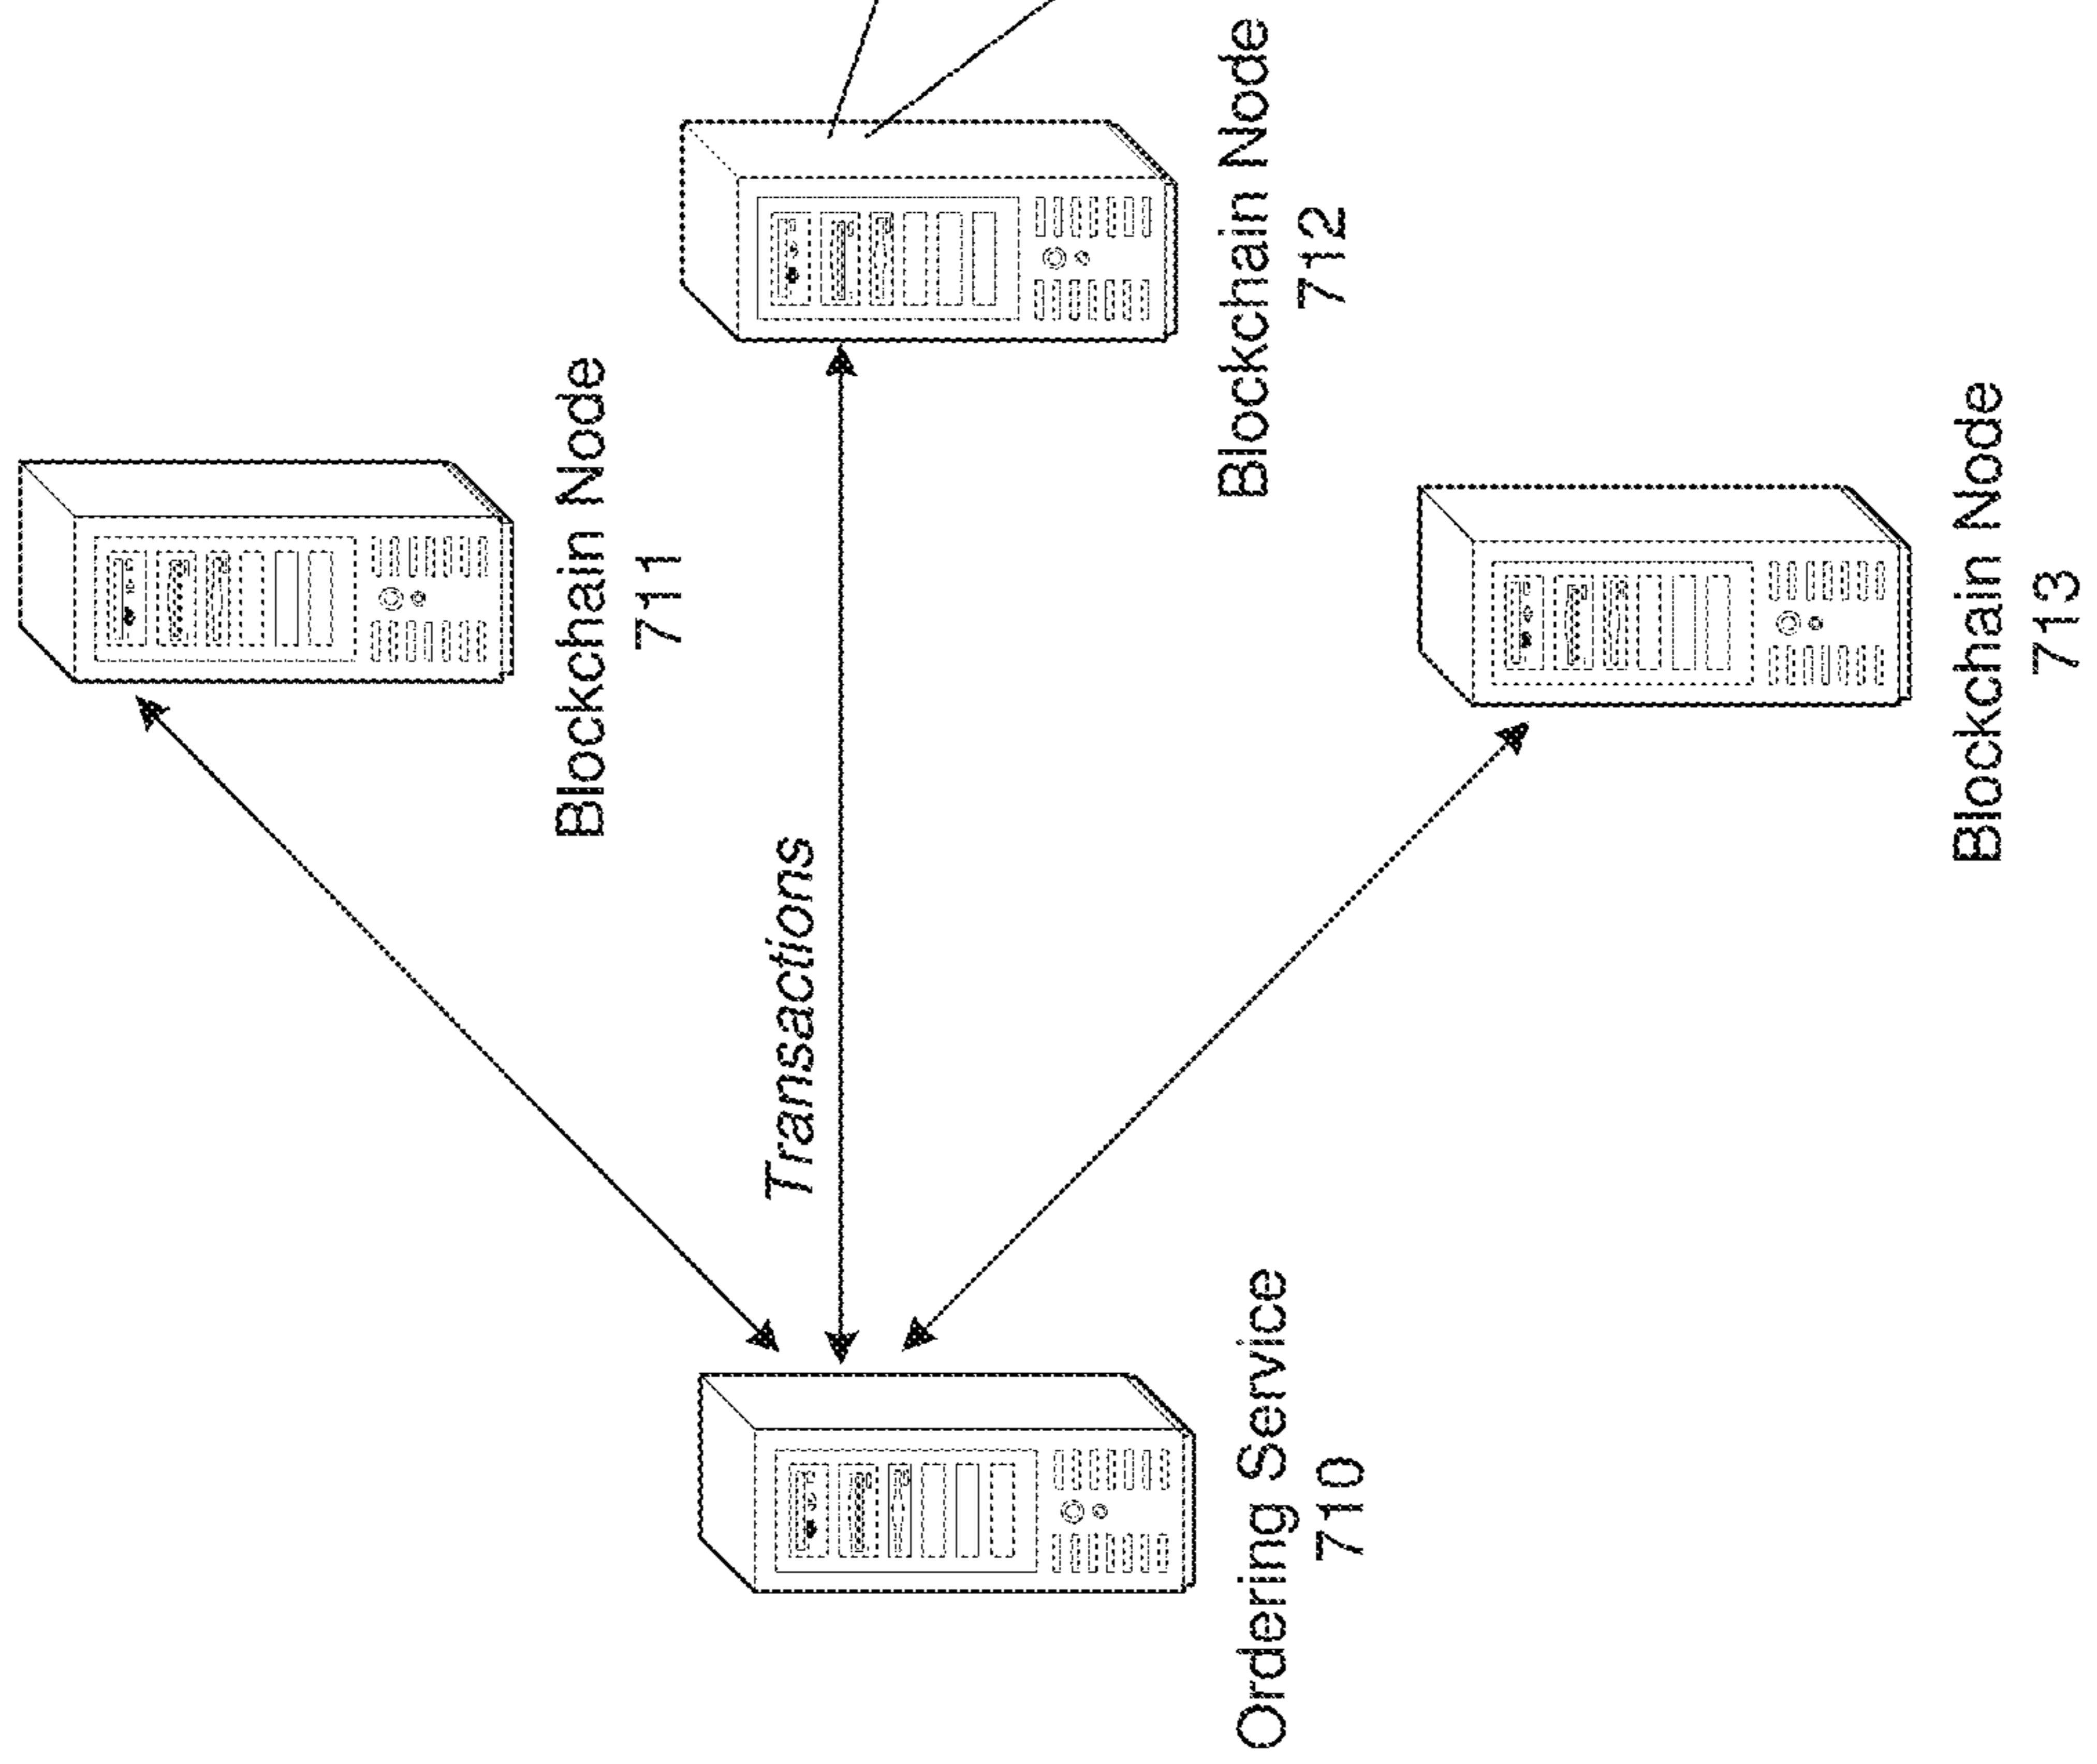 Blockchain Node
711
Transactions
Blockchain Node
712
Ordering Service
710
Blockchain Node
713